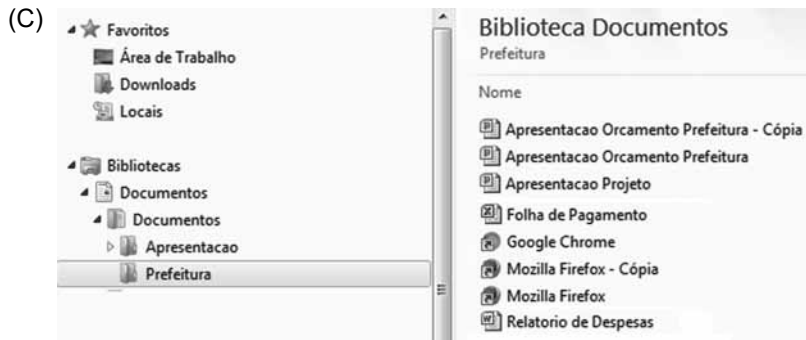 (C)
Favoritos
Área de Trabalho
Downloads
Locais
Bibliotecas
Documentos
Documentos
Apresentacao
Prefeitura
Biblioteca Documentos
Prefeitura
Nome
Apresentacao Orcamento Prefeitura - Cópia
Apresentacao Orcamento Prefeitura
Apresentacao Projeto
Folha de Pagamento
Google Chrome
Mozilla Firefox - Cópia
Mozilla Firefox
Relatorio de Despesas